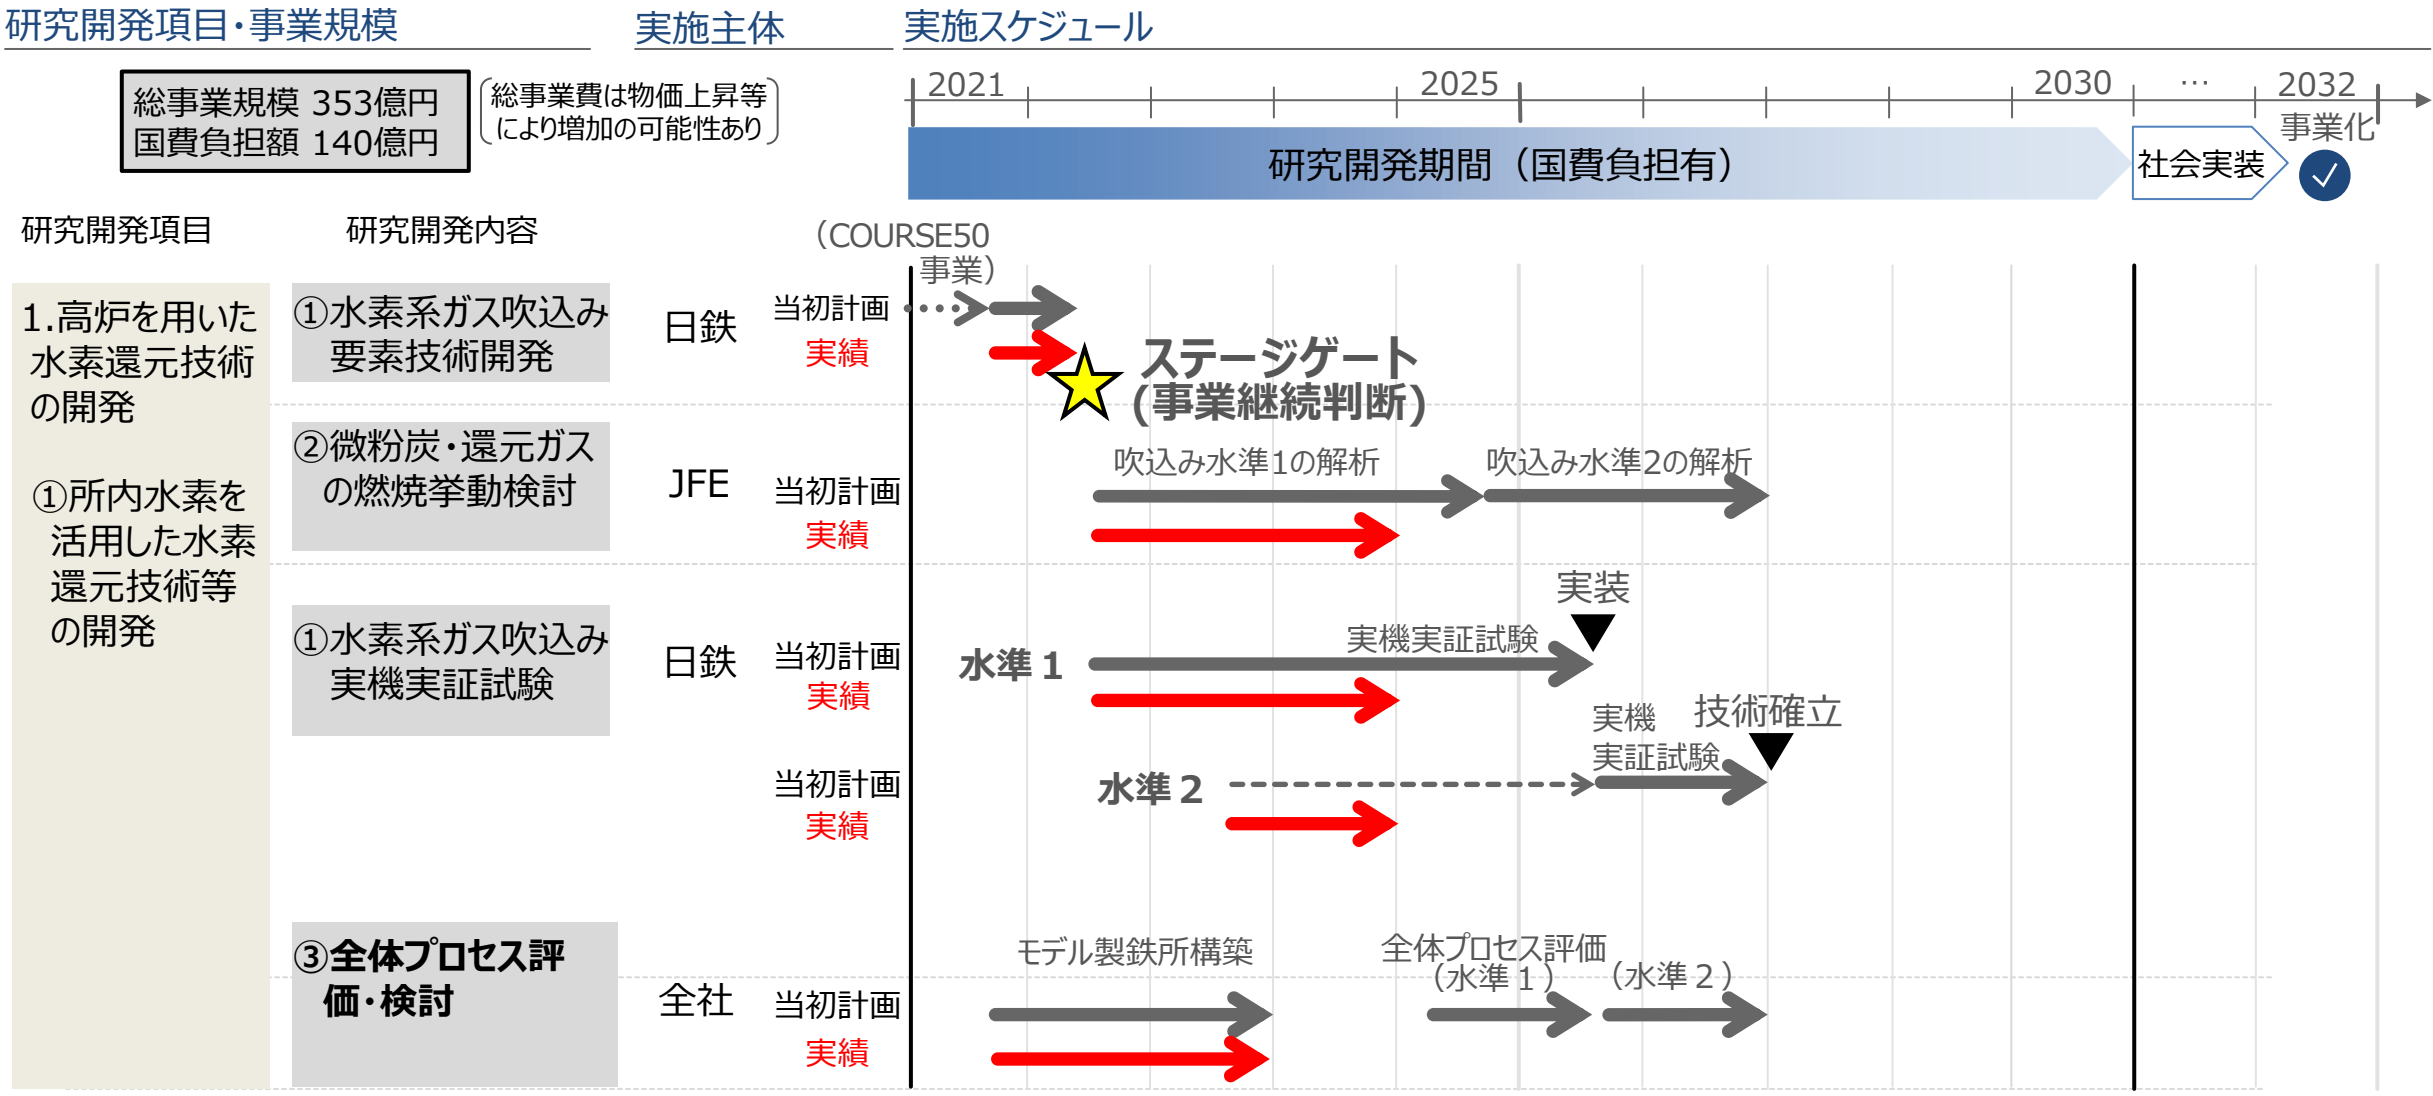 研究開発項目・事業規模
実施主体
実施スケジュール
総事業規模 353億円
国費負担額 140億円
総事業費は物価上昇等
により増加の可能性あり
2021
2025
2030
…
2032
事業化
研究開発期間（国費負担有）
社会実装
研究開発項目
研究開発内容
（COURSE50
事業）
1.高炉を用いた
水素還元技術
の開発
①所内水素を
活用した水素
還元技術等
の開発
①水素系ガス吹込み
要素技術開発
日鉄
当初計画
実績
ステージゲート
(事業継続判断)
②微粉炭・還元ガス
の燃焼挙動検討
JFE
当初計画
実績
吹込み水準1の解析
吹込み水準2の解析
①水素系ガス吹込み
実機実証試験
日鉄
当初計画
実績
水準１
実機実証試験
実装
当初計画
実績
水準２
実機
実証試験
技術確立
③全体プロセス評
価・検討
全社
当初計画
実績
モデル製鉄所構築
全体プロセス評価
（水準１）
（水準２）